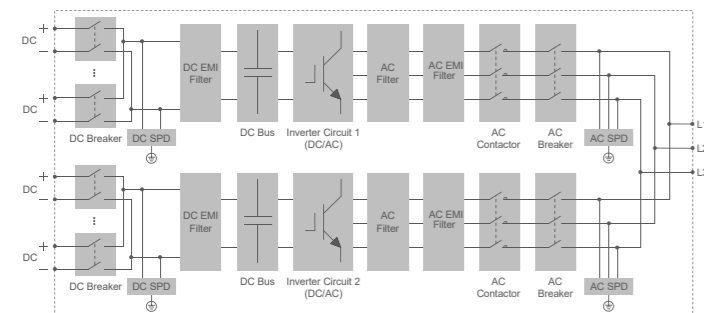 DC
+
−
DC EMI
Filter
AC
Filter
AC EMI
Filter
...
DC
+
−
DC Breaker
DC SPD
DC Bus
Inverter Circuit 1
(DC/AC)
AC
Contactor
AC
Breaker
AC SPD
L1
L2
L3
DC
+
−
DC EMI
Filter
AC
Filter
AC EMI
Filter
...
DC
+
−
DC Breaker
DC SPD
DC Bus
Inverter Circuit 2
(DC/AC)
AC
Contactor
AC
Breaker
AC SPD